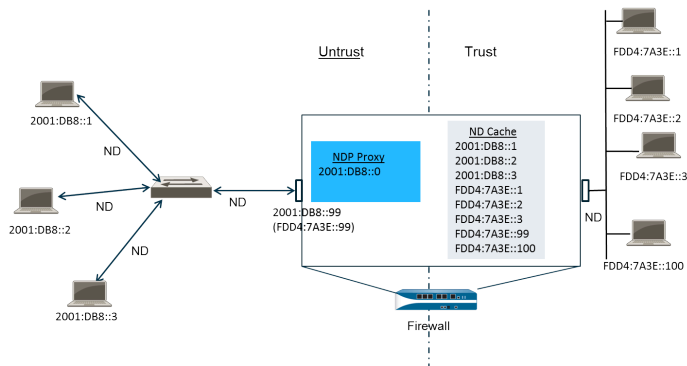 Untrust
Trust
FDD4:7A3E::1
2001:DB8::1
ND
FDD4:7A3E::2
NDP Proxy
2001:DB8::0
ND Cache
2001:DB8::1
2001:DB8::2
2001:DB8::3
FDD4:7A3E::1
FDD4:7A3E::2
FDD4:7A3E::3
FDD4:7A3E::99
FDD4:7A3E::100
FDD4:7A3E::3
ND
2001:DB8::2
ND
2001:DB8::99
(FDD4:7A3E::99)
ND
ND
FDD4:7A3E::100
2001:DB8::3
Firewall